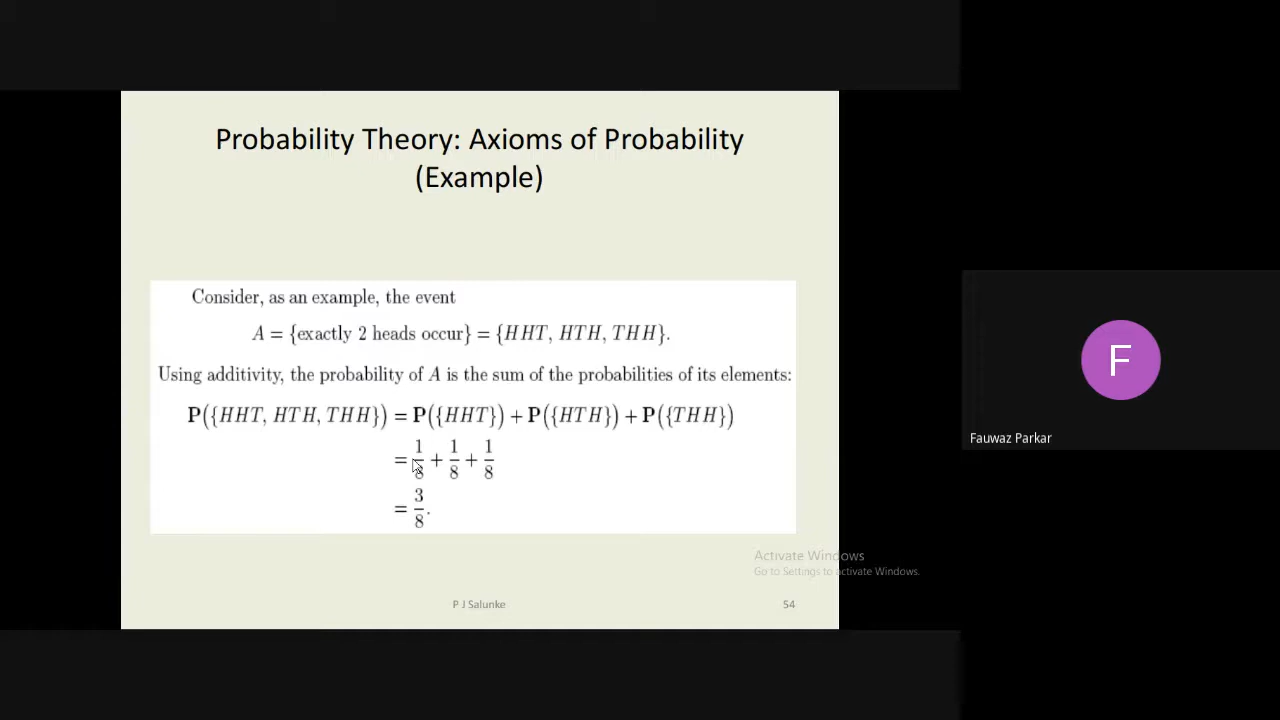 Probability Theory: Axioms of Probability
(Example)
Consider, as an example, the event
A = {exactly 2 heads occur} = {HHT, HTH, THH}.
Using additivity, the probability of A is the sum of the probabilities of its elements:
P({HHT, HTH, THH}) = P({HHT}) + P({HTH}) + P({THH})
= 1/8 + 1/8 + 1/8
= 3/8.
Activate Windows
Go to Settings to activate Windows.
P J Salunke
54
F
Fauwaz Parkar